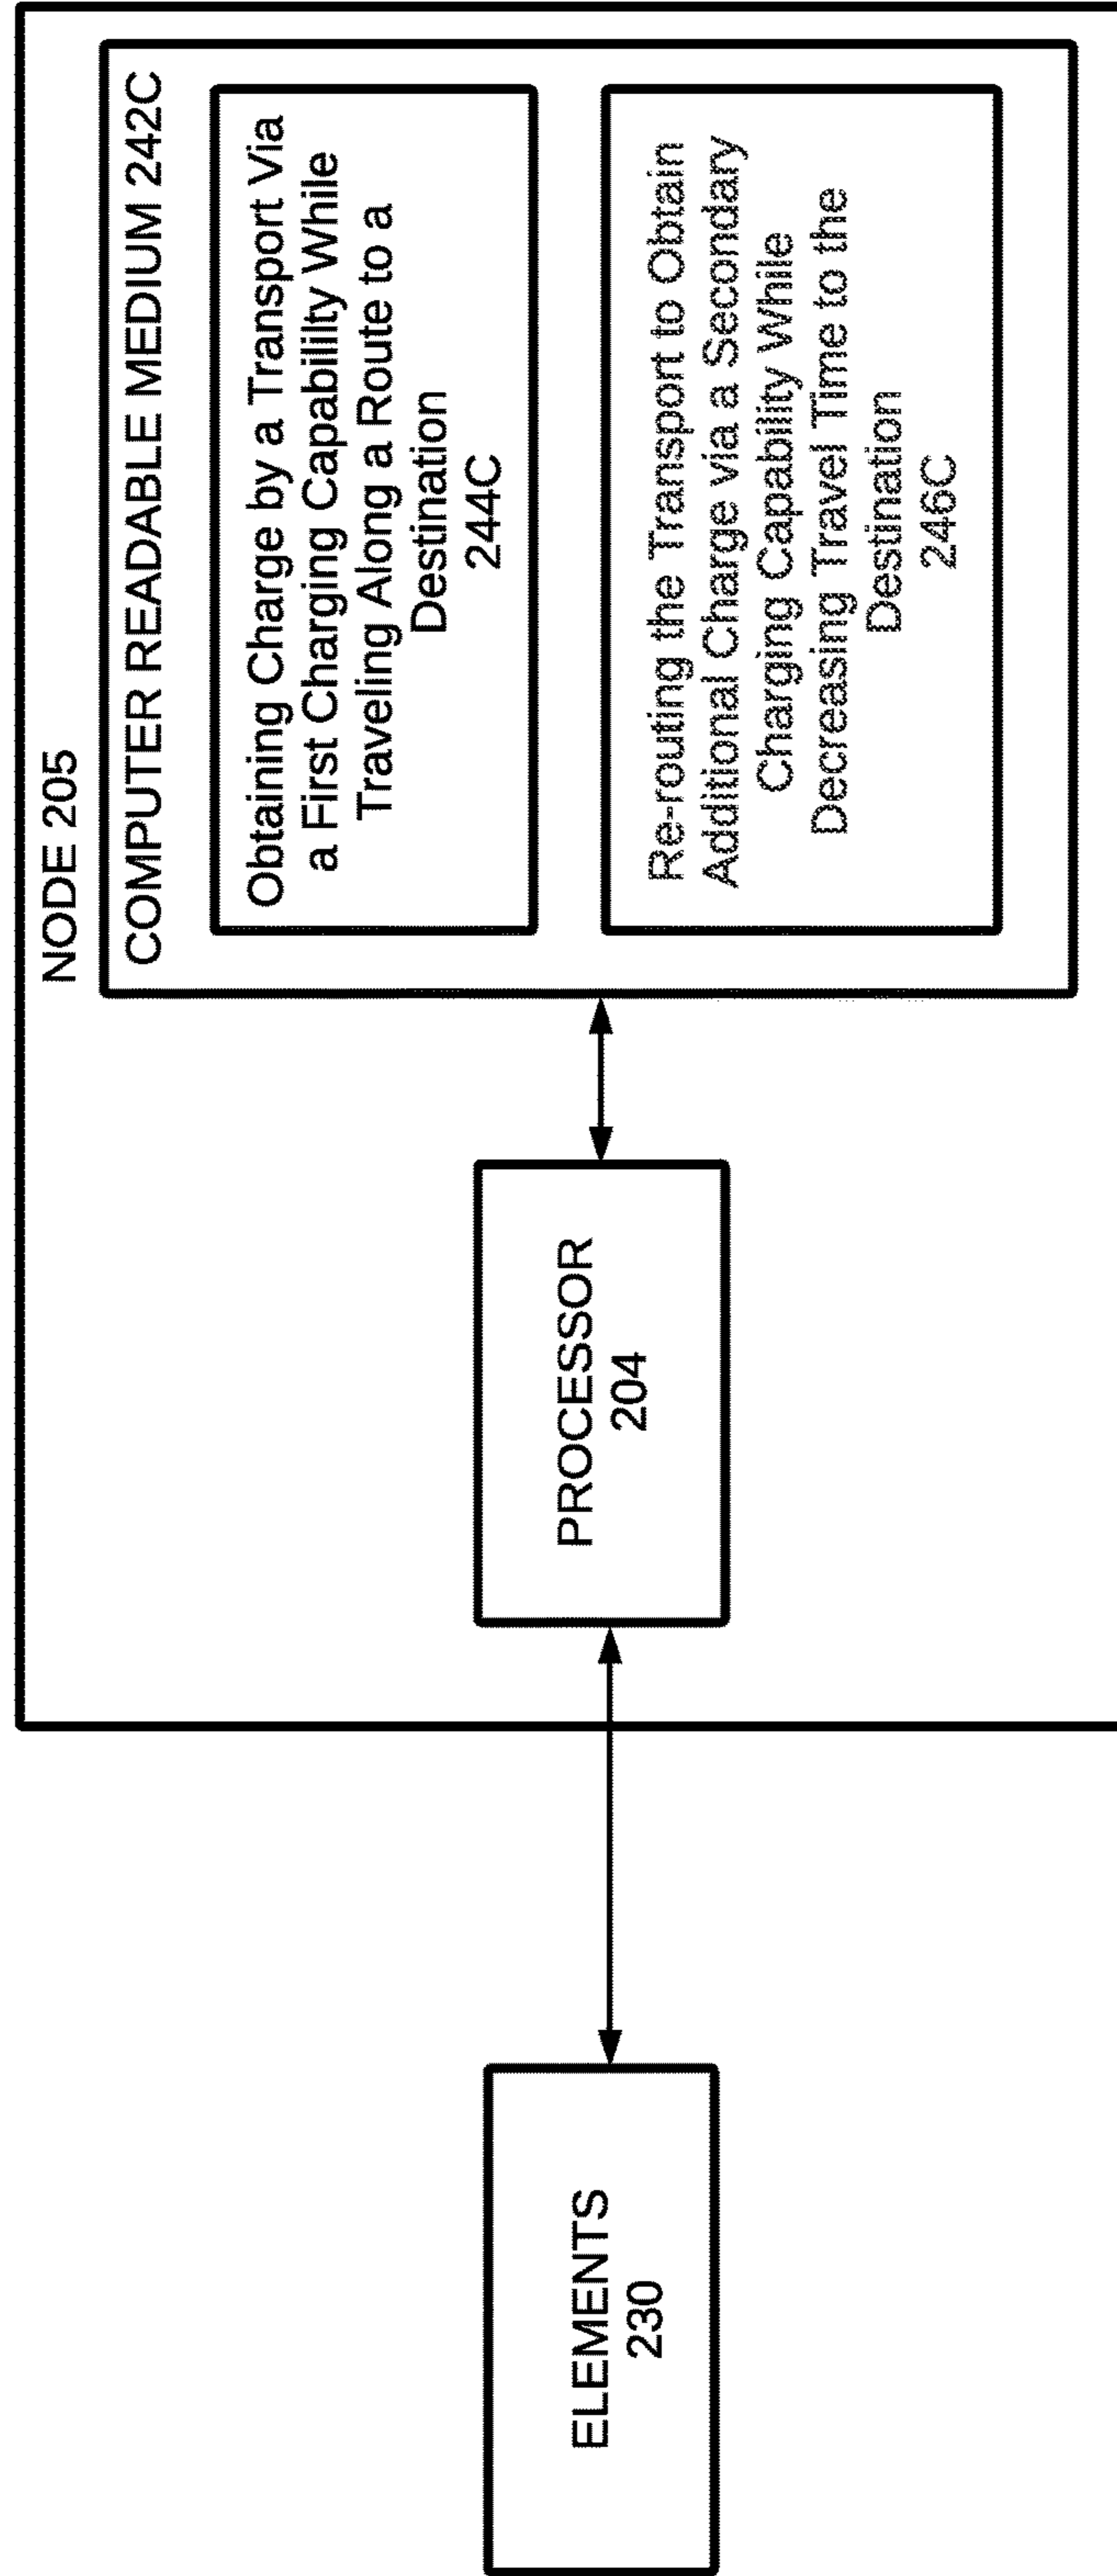 NODE 205
COMPUTER READABLE MEDIUM 242C
Obtaining Charge by a Transport Via
a First Charging Capabililty While
Traveling Along a Route to a
Destination
244C
Re-routing the Transport to Obtain
Additional Charge via a Secondary
Charging Capability While
Decreasing Travel Time to the
Destination
246C
PROCESSOR
204
ELEMENTS
230